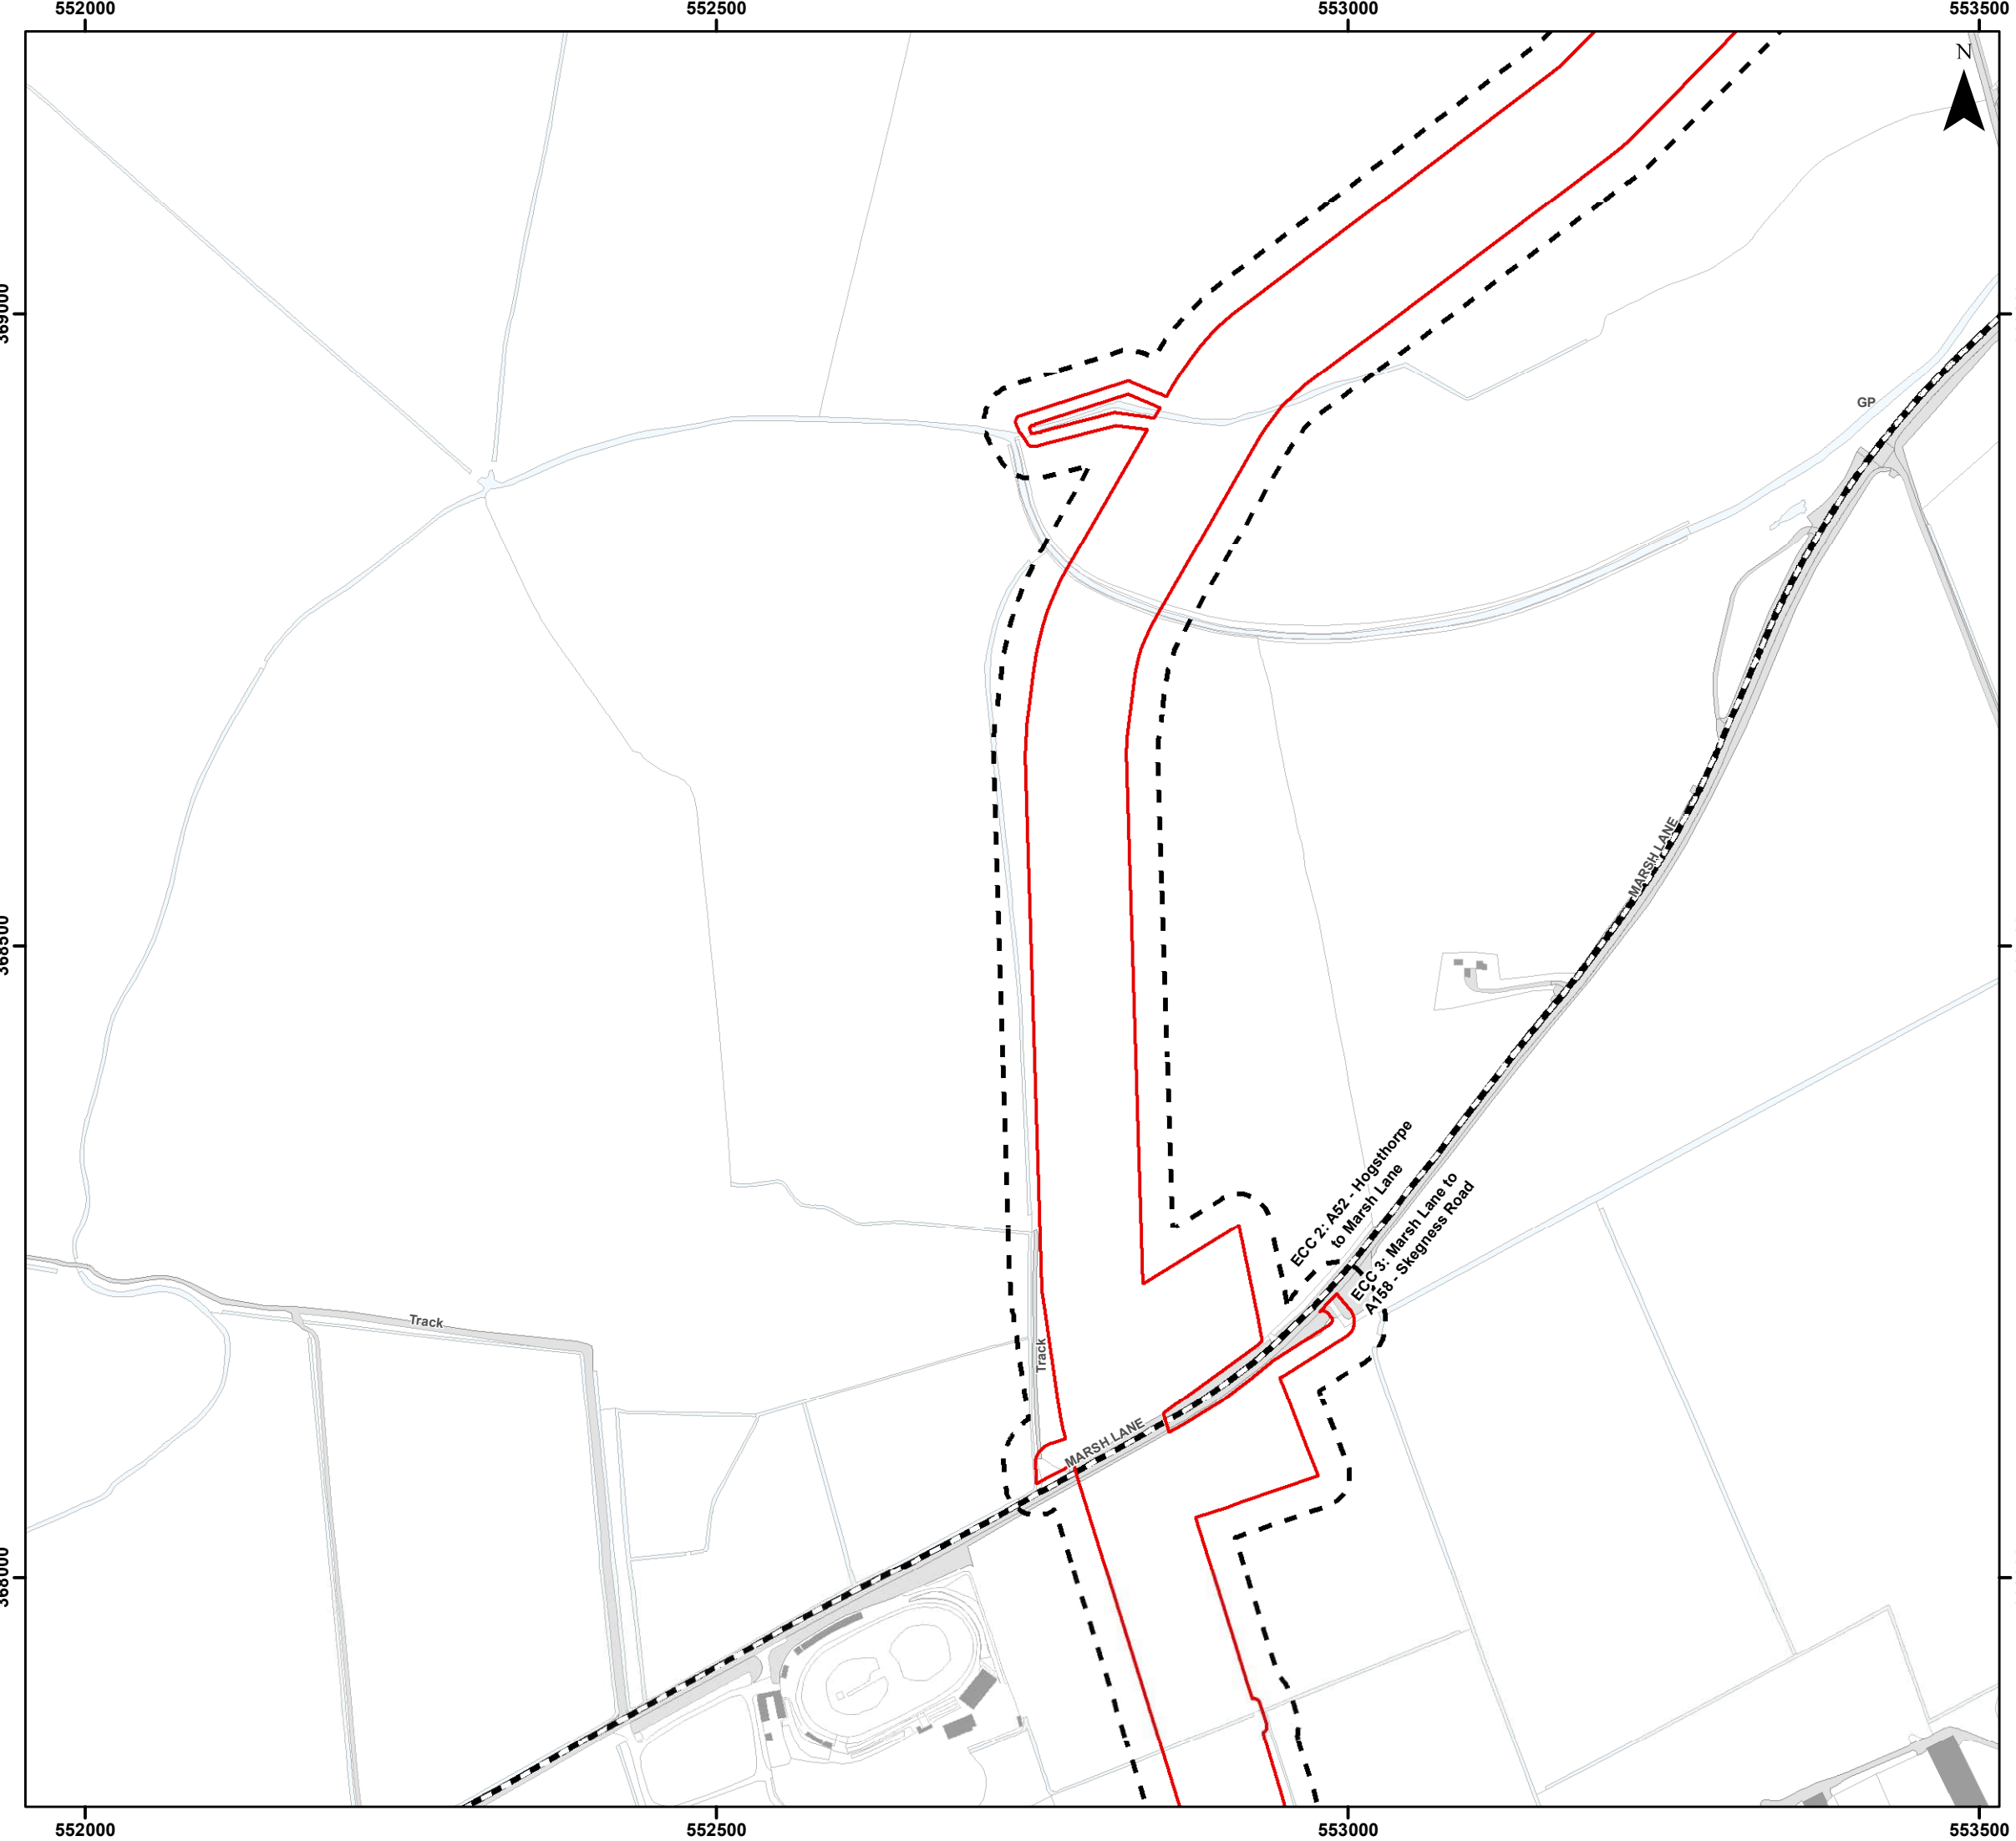 552000
552500
553000
553500
N
369000
GP
MARSH LANE
368500
ECC 2: A52 - Hogsthorpe
to Marsh Lane
ECC 3: Marsh Lane to
A158 - Skegness Road
Track
Track
MARSH LANE
368000
552000
552500
553000
553500